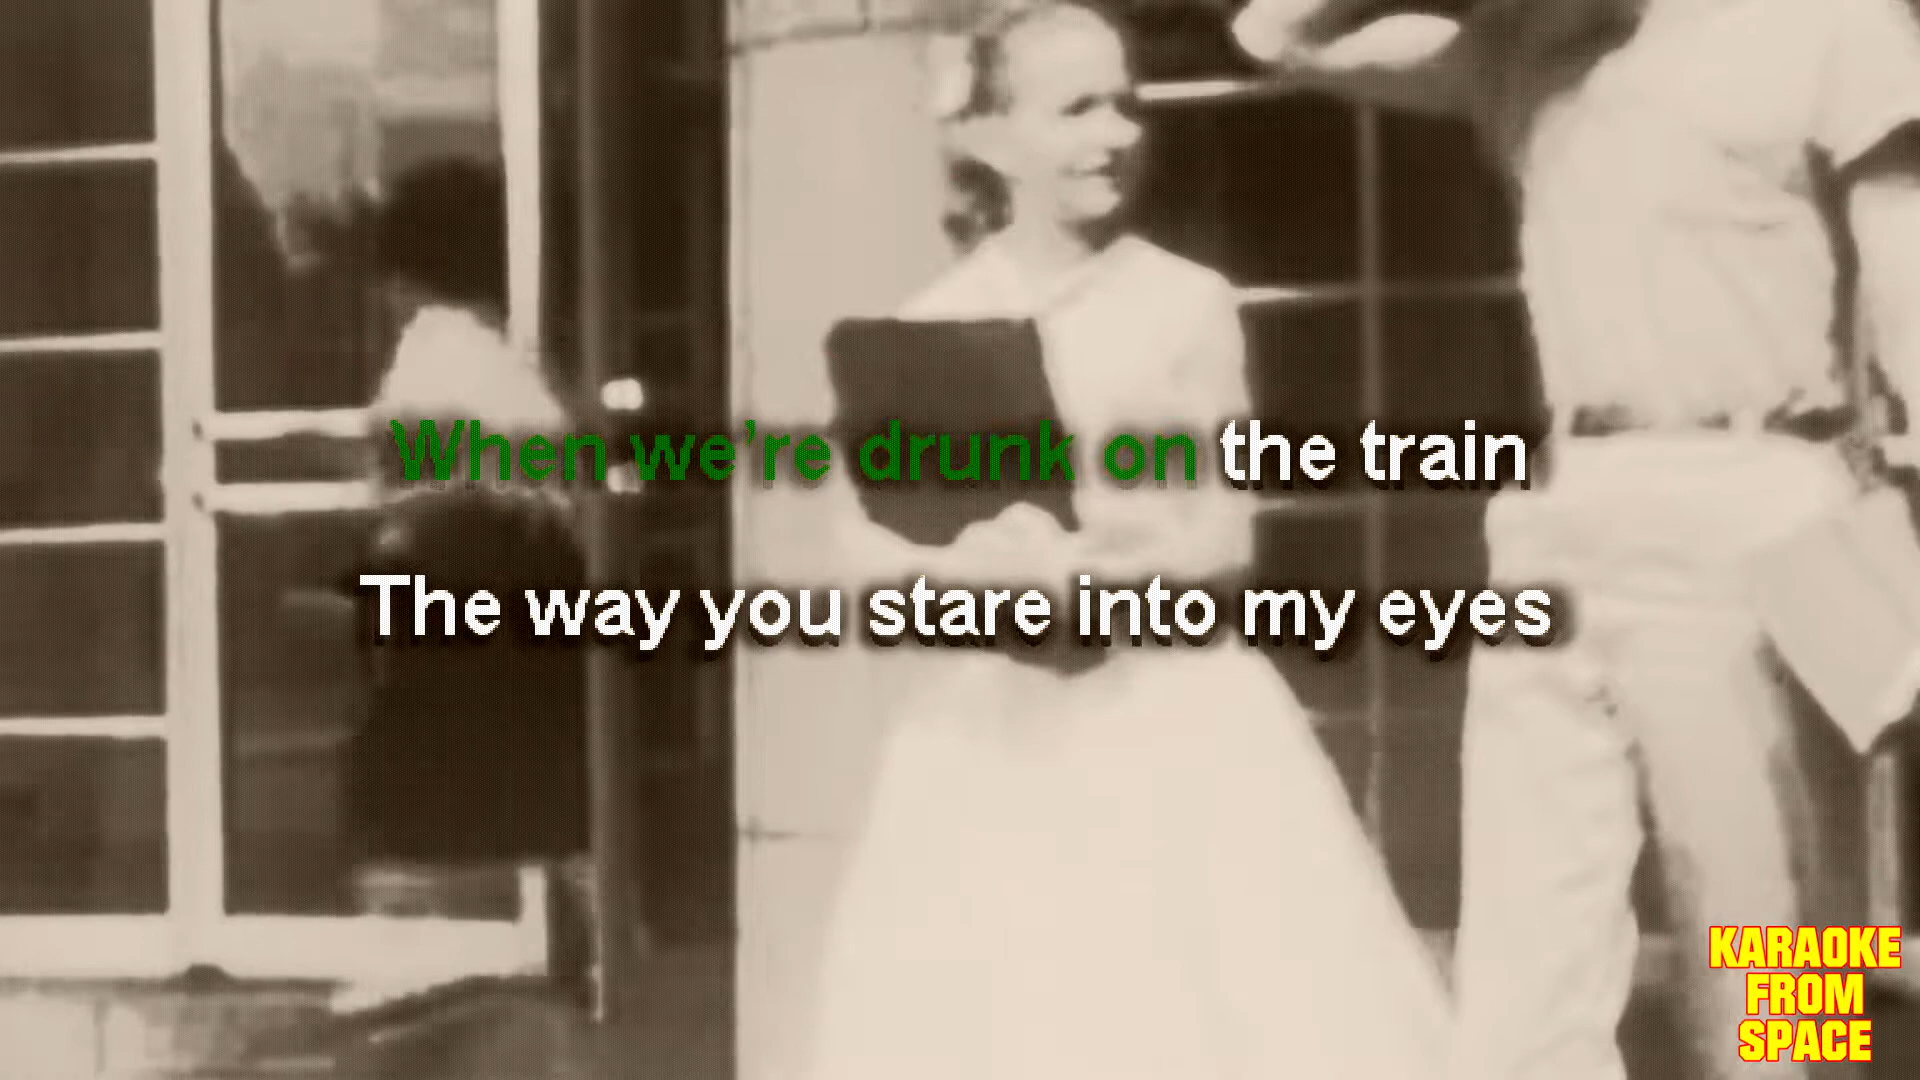 When we're drunk on the train
The way you stare into my eyes
KARAOKE
FROM
SPACE